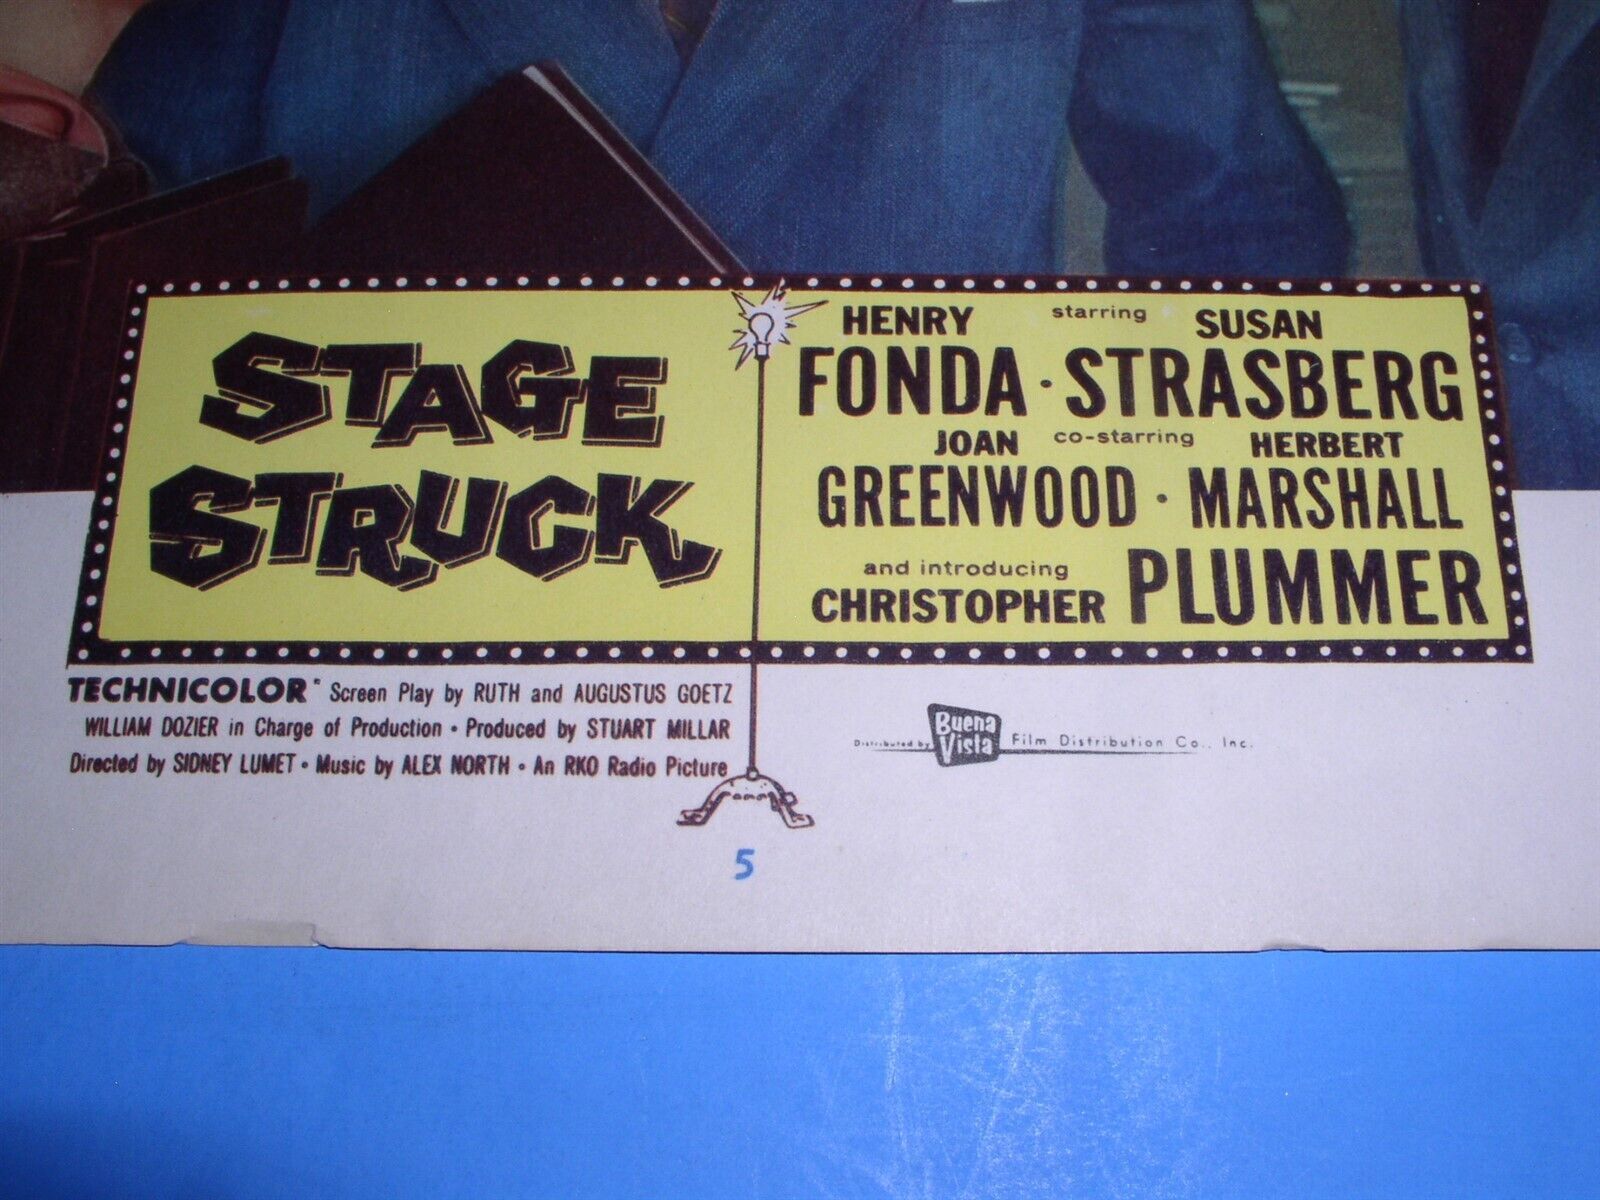 STAGE
STRUCK
starring
HENRY SUSAN
FONDA · STRASBERG
co-starring
JOAN HERBERT
GREENWOOD · MARSHALL
and introducing
CHRISTOPHER PLUMMER
TECHNICOLOR® Screen Play by RUTH and AUGUSTUS GOETZ
WILLIAM DOZIER in Charge of Production • Produced by STUART MILLAR
Directed by SIDNEY LUMET • Music by ALEX NORTH • An RKO Radio Picture
Distributed by Buena Vista Film Distribution Co., Inc.
5